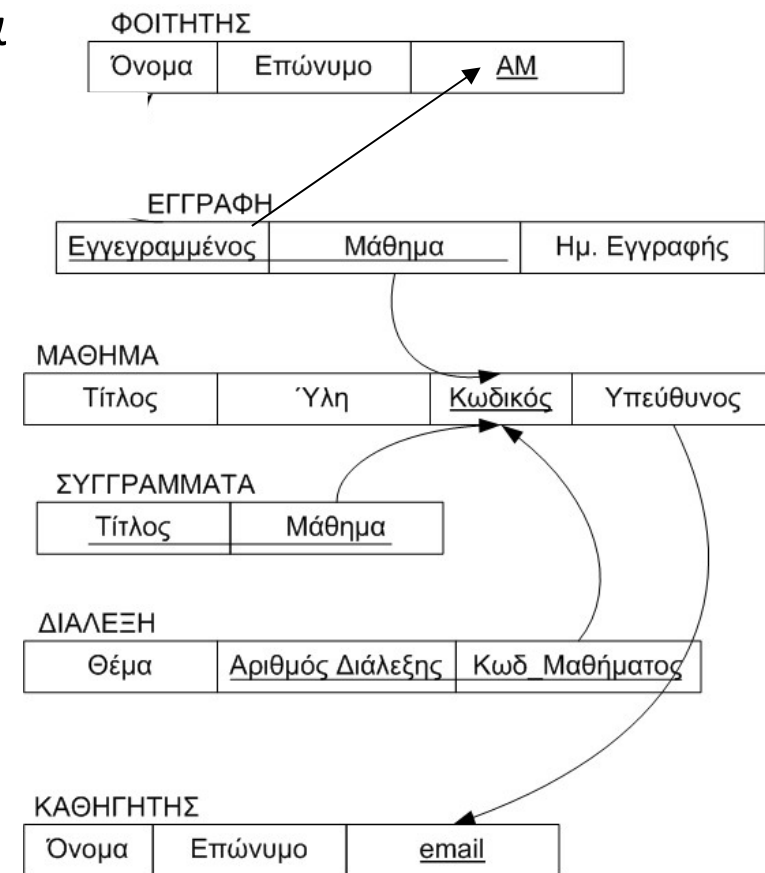 ΦΟΙΤΗΤΗΣ
Όνομα Επώνυμο ΑΜ
ΕΓΓΡΑΦΗ
Εγγεγραμμένος Μάθημα Ημ. Εγγραφής
ΜΑΘΗΜΑ
Τίτλος Ύλη Κωδικός Υπεύθυνος
ΣΥΓΓΡΑΜΜΑΤΑ
Τίτλος Μάθημα
ΔΙΑΛΕΞΗ
Θέμα Αριθμός Διάλεξης Κωδ_Μαθήματος
ΚΑΘΗΓΗΤΗΣ
Όνομα Επώνυμο email